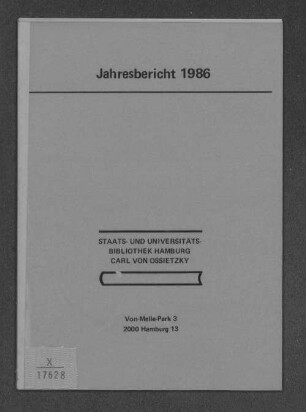 Jahresbericht 1986
STAATS- UND UNIVERSITÄTS-
BIBLIOTHEK HAMBURG
CARL VON OSSIETZKY
Von-Melle-Park 3
2000 Hamburg 13
X
17628